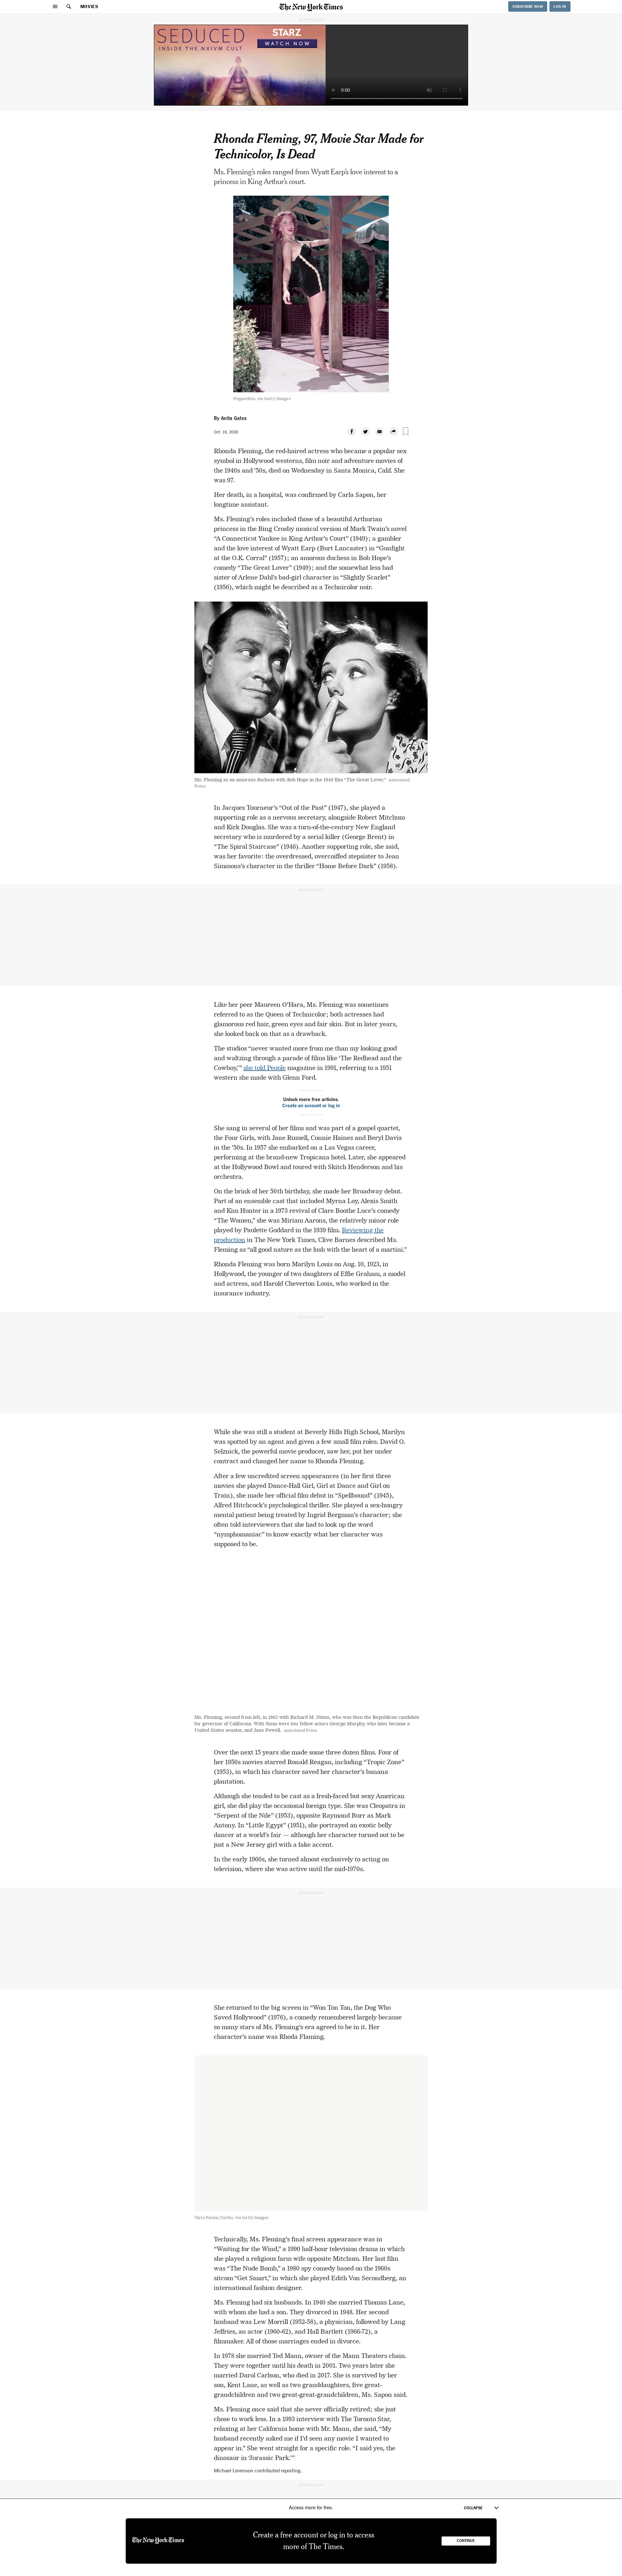 MOVIES
The New York Times
SUBSCRIBE NOW
LOG IN
SEDUCED
INSIDE THE NXIVM CULT
STARZ
WATCH NOW
0:00
Rhonda Fleming, 97, Movie Star Made for
Technicolor, Is Dead
Ms. Fleming’s roles ranged from Wyatt Earp’s love interest to a
princess in King Arthur’s court.
Popperfoto, via Getty Images
By Anita Gates
Oct. 16, 2020
Rhonda Fleming, the red-haired actress who became a popular sex
symbol in Hollywood westerns, film noir and adventure movies of
the 1940s and ’50s, died on Wednesday in Santa Monica, Calif. She
was 97.
Her death, in a hospital, was confirmed by Carla Sapon, her
longtime assistant.
Ms. Fleming’s roles included those of a beautiful Arthurian
princess in the Bing Crosby musical version of Mark Twain’s novel
“A Connecticut Yankee in King Arthur’s Court” (1949); a gambler
and the love interest of Wyatt Earp (Burt Lancaster) in “Gunfight
at the O.K. Corral” (1957); an amorous duchess in Bob Hope’s
comedy “The Great Lover” (1949); and the somewhat less bad
sister of Arlene Dahl’s bad-girl character in “Slightly Scarlet”
(1956), which might be described as a Technicolor noir.
Ms. Fleming as an amorous duchess with Bob Hope in the 1949 film “The Great Lover.” Associated
Press
In Jacques Tourneur’s “Out of the Past” (1947), she played a
supporting role as a nervous secretary, alongside Robert Mitchum
and Kirk Douglas. She was a turn-of-the-century New England
secretary who is murdered by a serial killer (George Brent) in
“The Spiral Staircase” (1946). Another supporting role, she said,
was her favorite: the overdressed, overcoiffed stepsister to Jean
Simmons’s character in the thriller “Home Before Dark” (1958).
Like her peer Maureen O’Hara, Ms. Fleming was sometimes
referred to as the Queen of Technicolor; both actresses had
glamorous red hair, green eyes and fair skin. But in later years,
she looked back on that as a drawback.
The studios “never wanted more from me than my looking good
and waltzing through a parade of films like ‘The Redhead and the
Cowboy,’” she told People magazine in 1991, referring to a 1951
western she made with Glenn Ford.
Unlock more free articles.
Create an account or log in
She sang in several of her films and was part of a gospel quartet,
the Four Girls, with Jane Russell, Connie Haines and Beryl Davis
in the ’50s. In 1957 she embarked on a Las Vegas career,
performing at the brand-new Tropicana hotel. Later, she appeared
at the Hollywood Bowl and toured with Skitch Henderson and his
orchestra.
On the brink of her 50th birthday, she made her Broadway debut.
Part of an ensemble cast that included Myrna Loy, Alexis Smith
and Kim Hunter in a 1973 revival of Clare Boothe Luce’s comedy
“The Women,” she was Miriam Aarons, the relatively minor role
played by Paulette Goddard in the 1939 film. Reviewing the
production in The New York Times, Clive Barnes described Ms.
Fleming as “all good nature as the lush with the heart of a martini.”
Rhonda Fleming was born Marilyn Louis on Aug. 10, 1923, in
Hollywood, the younger of two daughters of Effie Graham, a model
and actress, and Harold Cheverton Louis, who worked in the
insurance industry.
While she was still a student at Beverly Hills High School, Marilyn
was spotted by an agent and given a few small film roles. David O.
Selznick, the powerful movie producer, saw her, put her under
contract and changed her name to Rhonda Fleming.
After a few uncredited screen appearances (in her first three
movies she played Dance-Hall Girl, Girl at Dance and Girl on
Train), she made her official film debut in “Spellbound” (1945),
Alfred Hitchcock’s psychological thriller. She played a sex-hungry
mental patient being treated by Ingrid Bergman’s character; she
often told interviewers that she had to look up the word
“nymphomaniac” to know exactly what her character was
supposed to be.
Ms. Fleming, second from left, in 1962 with Richard M. Nixon, who was then the Republican candidate
for governor of California. With them were her fellow actors George Murphy, who later became a
United States senator, and Jane Powell. Associated Press
Over the next 15 years she made some three dozen films. Four of
her 1950s movies starred Ronald Reagan, including “Tropic Zone”
(1953), in which his character saved her character’s banana
plantation.
Although she tended to be cast as a fresh-faced but sexy American
girl, she did play the occasional foreign type. She was Cleopatra in
“Serpent of the Nile” (1953), opposite Raymond Burr as Mark
Antony. In “Little Egypt” (1951), she portrayed an exotic belly
dancer at a world’s fair — although her character turned out to be
just a New Jersey girl with a fake accent.
In the early 1960s, she turned almost exclusively to acting on
television, where she was active until the mid-1970s.
She returned to the big screen in “Won Ton Ton, the Dog Who
Saved Hollywood” (1976), a comedy remembered largely because
so many stars of Ms. Fleming’s era agreed to be in it. Her
character’s name was Rhoda Flaming.
Chris Farina/Corbis, via Getty Images
Technically, Ms. Fleming’s final screen appearance was in
“Waiting for the Wind,” a 1990 half-hour television drama in which
she played a religious farm wife opposite Mitchum. Her last film
was “The Nude Bomb,” a 1980 spy comedy based on the 1960s
sitcom “Get Smart,” in which she played Edith Von Secondberg, an
international fashion designer.
Ms. Fleming had six husbands. In 1940 she married Thomas Lane,
with whom she had a son. They divorced in 1948. Her second
husband was Lew Morrill (1952-58), a physician, followed by Lang
Jeffries, an actor (1960-62), and Hall Bartlett (1966-72), a
filmmaker. All of those marriages ended in divorce.
In 1978 she married Ted Mann, owner of the Mann Theaters chain.
They were together until his death in 2001. Two years later she
married Darol Carlson, who died in 2017. She is survived by her
son, Kent Lane, as well as two granddaughters, five great-
grandchildren and two great-great-grandchildren, Ms. Sapon said.
Ms. Fleming once said that she never officially retired; she just
chose to work less. In a 1993 interview with The Toronto Star,
relaxing at her California home with Mr. Mann, she said, “My
husband recently asked me if I’d seen any movie I wanted to
appear in.” She went straight for a specific role. “I said yes, the
dinosaur in ‘Jurassic Park.’”
Michael Levenson contributed reporting.
Access more for free.
COLLAPSE
The New York Times
Create a free account or log in to access
more of The Times.
CONTINUE